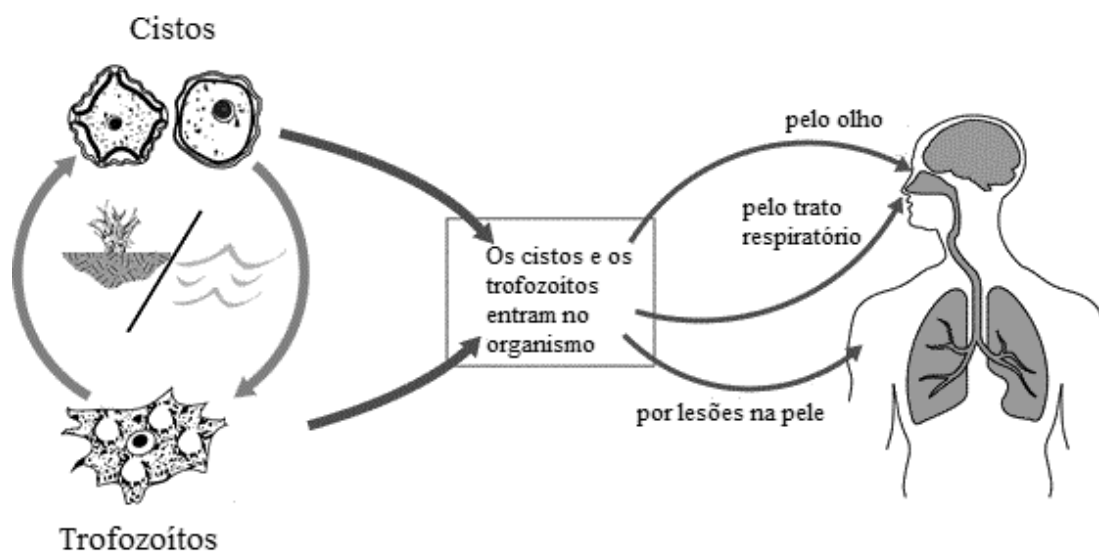 Cistos
pelo olho
pelo trato
respiratório
Os cistos e os
trofozoítos
entram no
organismo
por lesões na pele
Trofozoítos